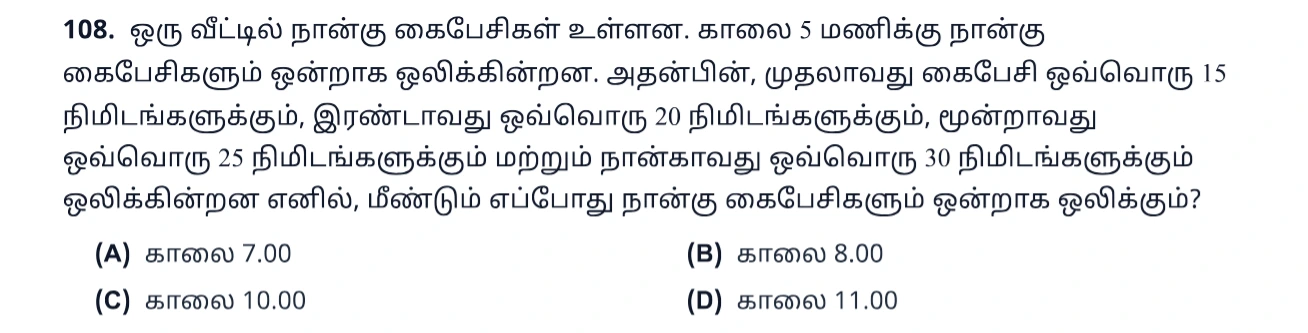 108. ஒரு வீட்டில் நான்கு கைபேசிகள் உள்ளன. காலை 5 மணிக்கு நான்கு
கைபேசிகளும் ஒன்றாக ஒலிக்கின்றன. அதன்பின், முதலாவது கைபேசி ஒவ்வொரு 15
நிமிடங்களுக்கும், இரண்டாவது ஒவ்வொரு 20 நிமிடங்களுக்கும், மூன்றாவது
ஒவ்வொரு 25 நிமிடங்களுக்கும் மற்றும் நான்காவது ஒவ்வொரு 30 நிமிடங்களுக்கும்
ஒலிக்கின்றன எனில், மீண்டும் எப்போது நான்கு கைபேசிகளும் ஒன்றாக ஒலிக்கும்?
(A) காலை 7.00 (B) காலை 8.00
(C) காலை 10.00 (D) காலை 11.00